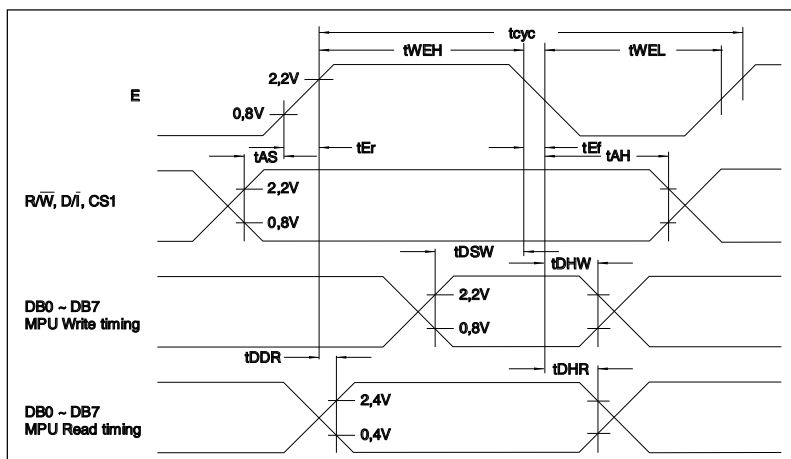 tcyc
tWEH
tWEL
2,2V
E
0,8V
tEr
tEf
tAS
tAH
R/W̅, D/I̅, CS1
2,2V
0,8V
tDSW
tDHW
DB0 ~ DB7
MPU Write timing
2,2V
0,8V
tDDR
tDHR
DB0 ~ DB7
MPU Read timing
2,4V
0,4V